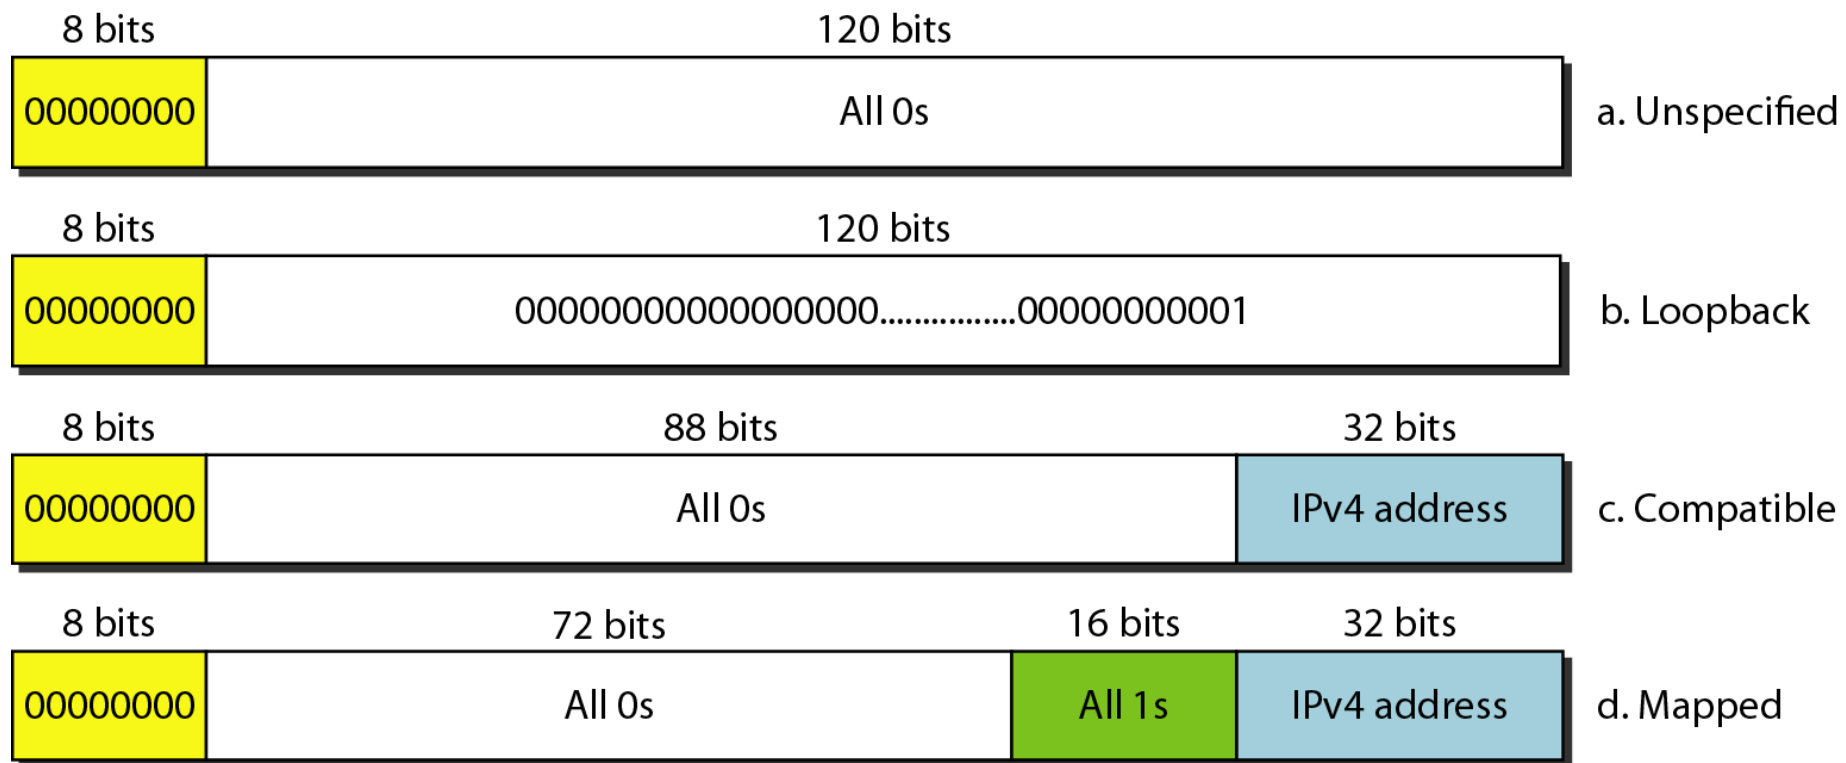 8 bits 120 bits
00000000 All 0s a. Unspecified
8 bits 120 bits
00000000 00000000000000000...............00000000001 b. Loopback
8 bits 88 bits 32 bits
00000000 All 0s IPv4 address c. Compatible
8 bits 72 bits 16 bits 32 bits
00000000 All 0s All 1s IPv4 address d. Mapped